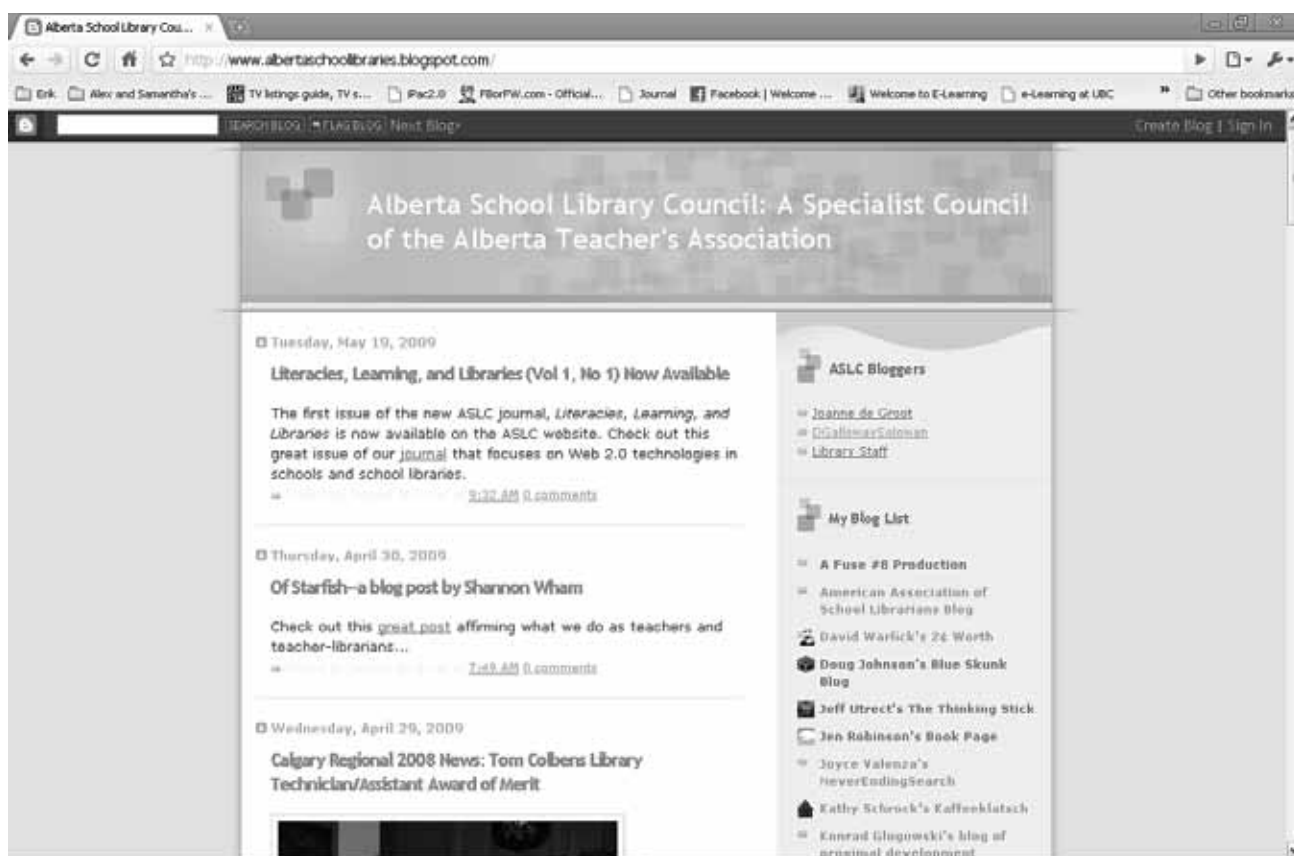 Alberta School Library Cou...
http://www.albertaschoollibraries.blogspot.com/
Erik
Alex and Samantha's ...
TV listings guide, TV s...
iPac2.0
FBorFW.com - Official...
Journal
Facebook | Welcome ...
Welcome to E-Learning
e-Learning at UBC
»
Other bookmarks
SEARCH BLOG
FLAG BLOG
Next Blog»
Create Blog | Sign In
Alberta School Library Council: A Specialist Council
of the Alberta Teacher's Association
Tuesday, May 19, 2009
Literacies, Learning, and Libraries (Vol 1, No 1) Now Available
The first issue of the new ASLC journal, Literacies, Learning, and
Libraries is now available on the ASLC website. Check out this
great issue of our journal that focuses on Web 2.0 technologies in
schools and school libraries.
9:32 AM 0 comments
Thursday, April 30, 2009
Of Starfish--a blog post by Shannon Wham
Check out this great post affirming what we do as teachers and
teacher-librarians...
7:49 AM 0 comments
Wednesday, April 29, 2009
Calgary Regional 2008 News: Tom Colbens Library
Technician/Assistant Award of Merit
ASLC Bloggers
Joanne de Groot
DGallowaySolowan
Library Staff
My Blog List
A Fuse #8 Production
American Association of
School Librarians Blog
David Warlick's 2¢ Worth
Doug Johnson's Blue Skunk
Blog
Jeff Utrect's The Thinking Stick
Jen Robinson's Book Page
Joyce Valenza's
NeverEndingSearch
Kathy Schrock's Kaffeeklatsch
Konrad Glogowski's blog of
proximal development